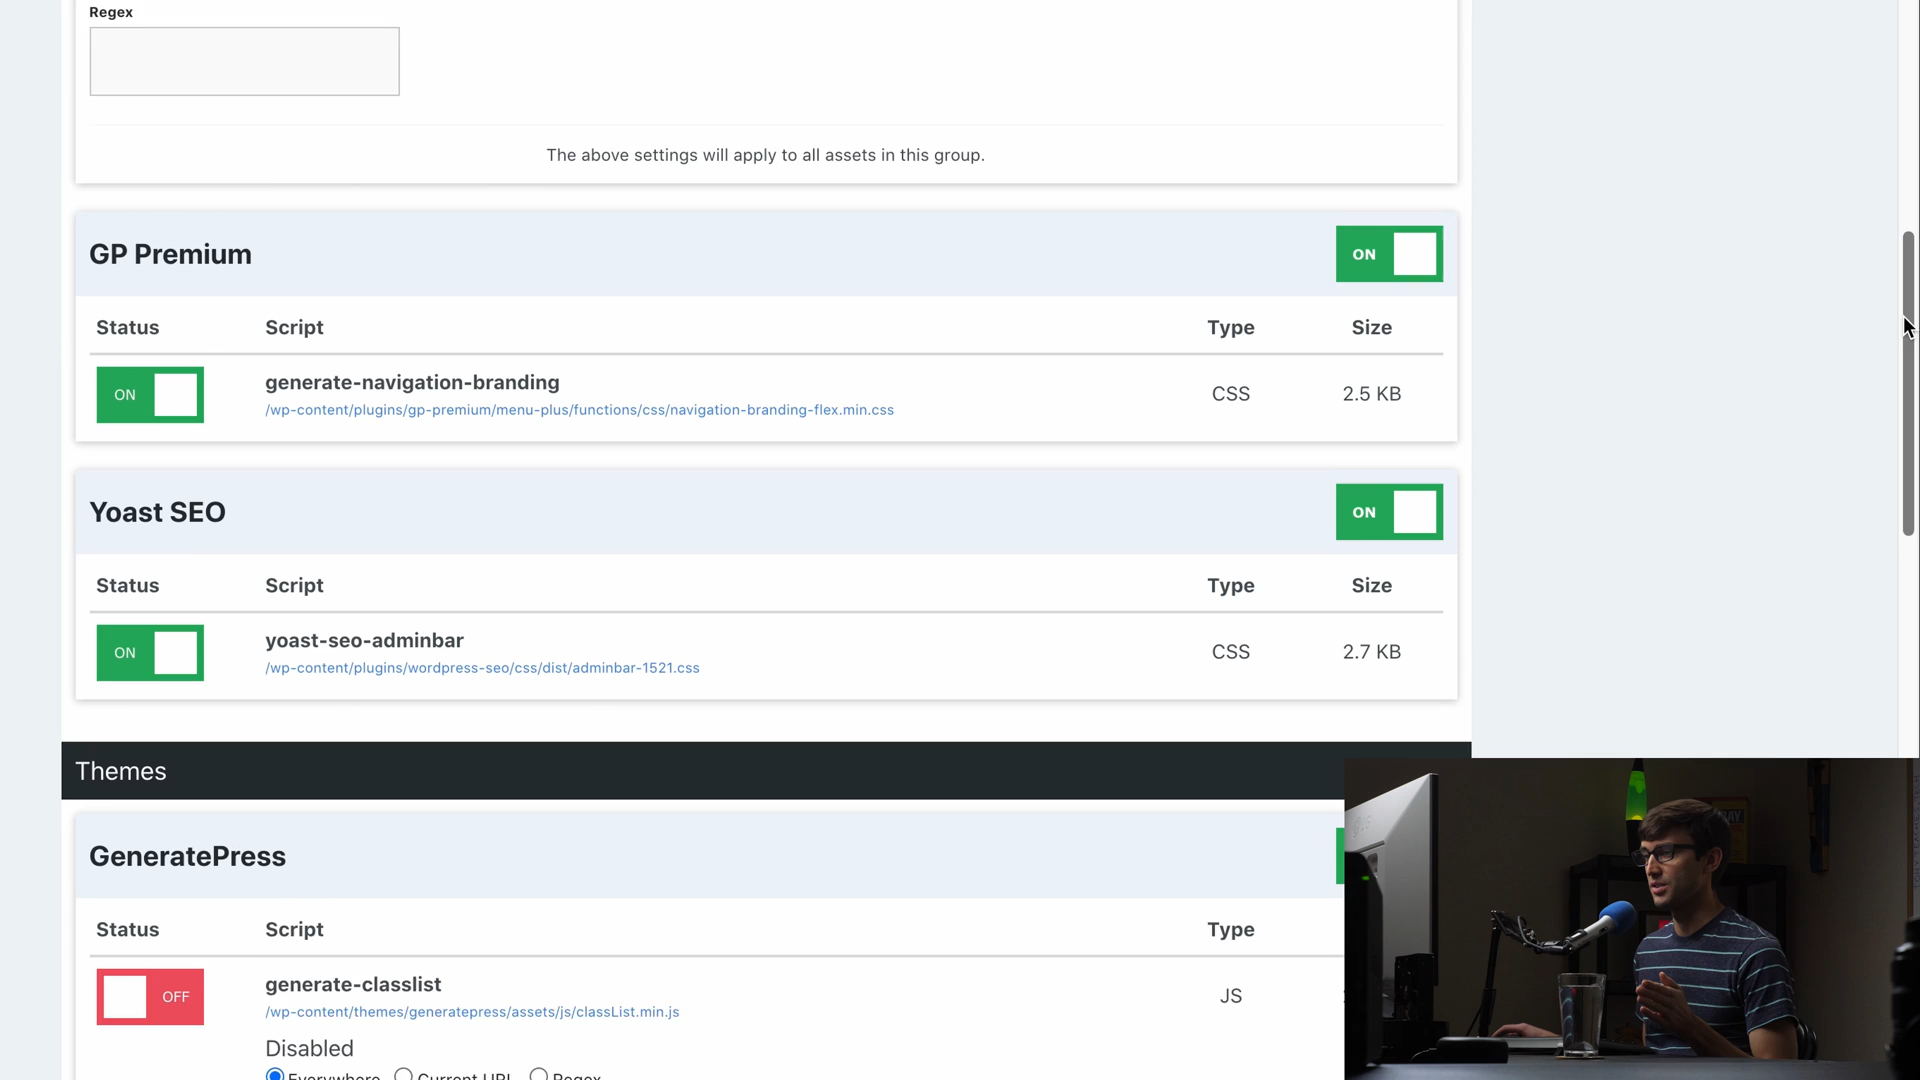 Regex
The above settings will apply to all assets in this group.
GP Premium
ON
Status Script Type Size
ON generate-navigation-branding CSS 2.5 KB
/wp-content/plugins/gp-premium/menu-plus/functions/css/navigation-branding-flex.min.css
Yoast SEO
ON
Status Script Type Size
ON yoast-seo-adminbar CSS 2.7 KB
/wp-content/plugins/wordpress-seo/css/dist/adminbar-1521.css
Themes
GeneratePress
Status Script Type
OFF generate-classlist JS
/wp-content/themes/generatepress/assets/js/classList.min.js
Disabled
Everywhere Current URL Regex